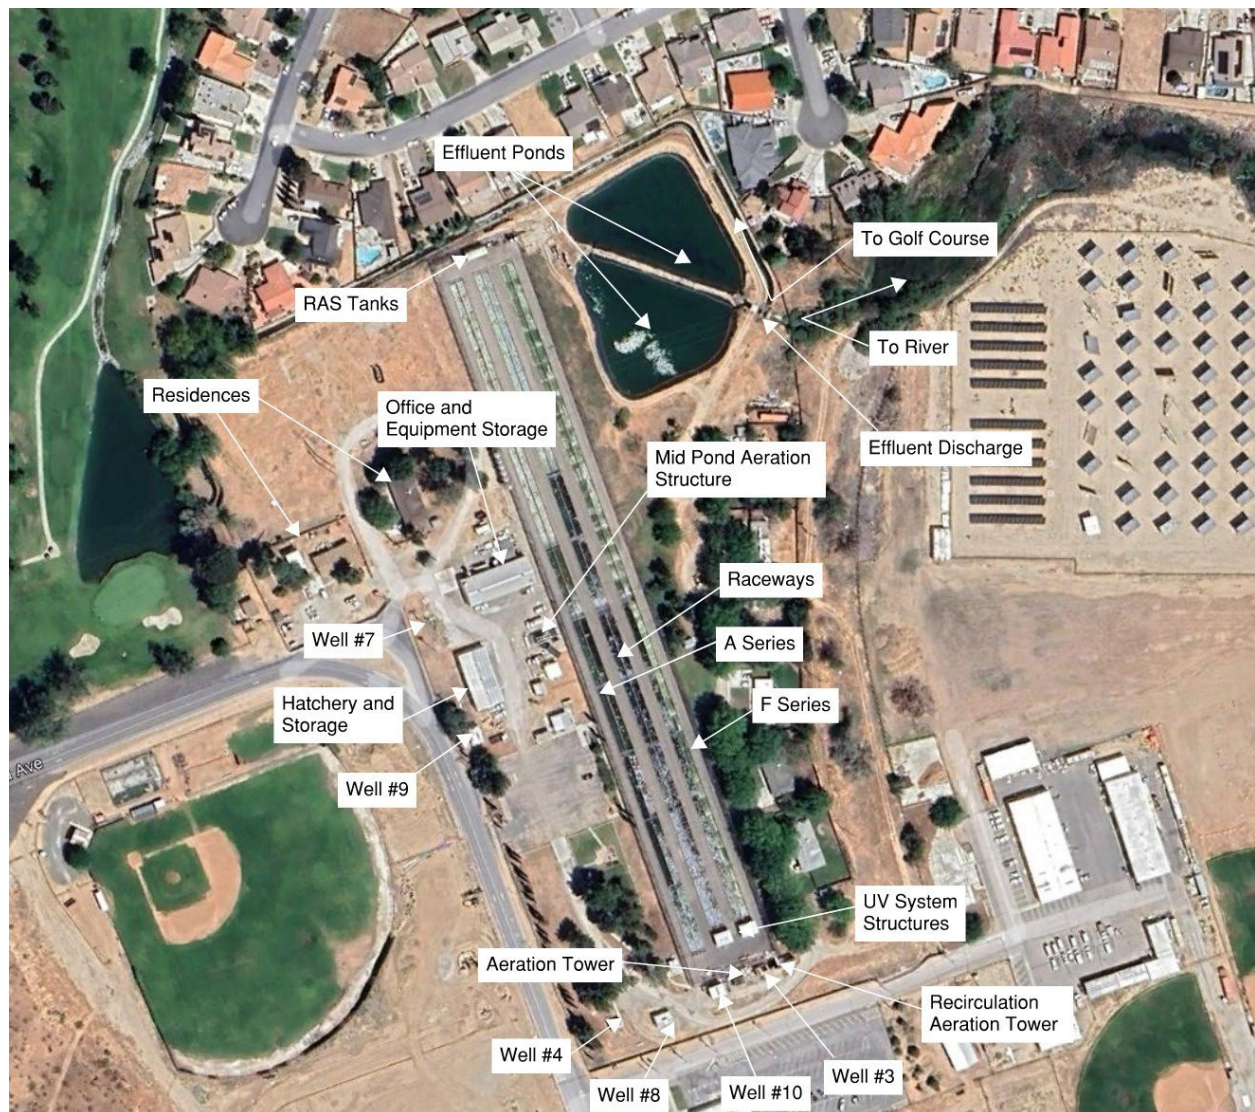 Effluent Ponds
To Golf Course
RAS Tanks
To River
Residences
Office and
Equipment Storage
Effluent Discharge
Mid Pond Aeration
Structure
Raceways
Well #7
A Series
Hatchery and
Storage
F Series
Ave
Well #9
UV System
Structures
Aeration Tower
Recirculation
Aeration Tower
Well #4
Well #8
Well #10
Well #3